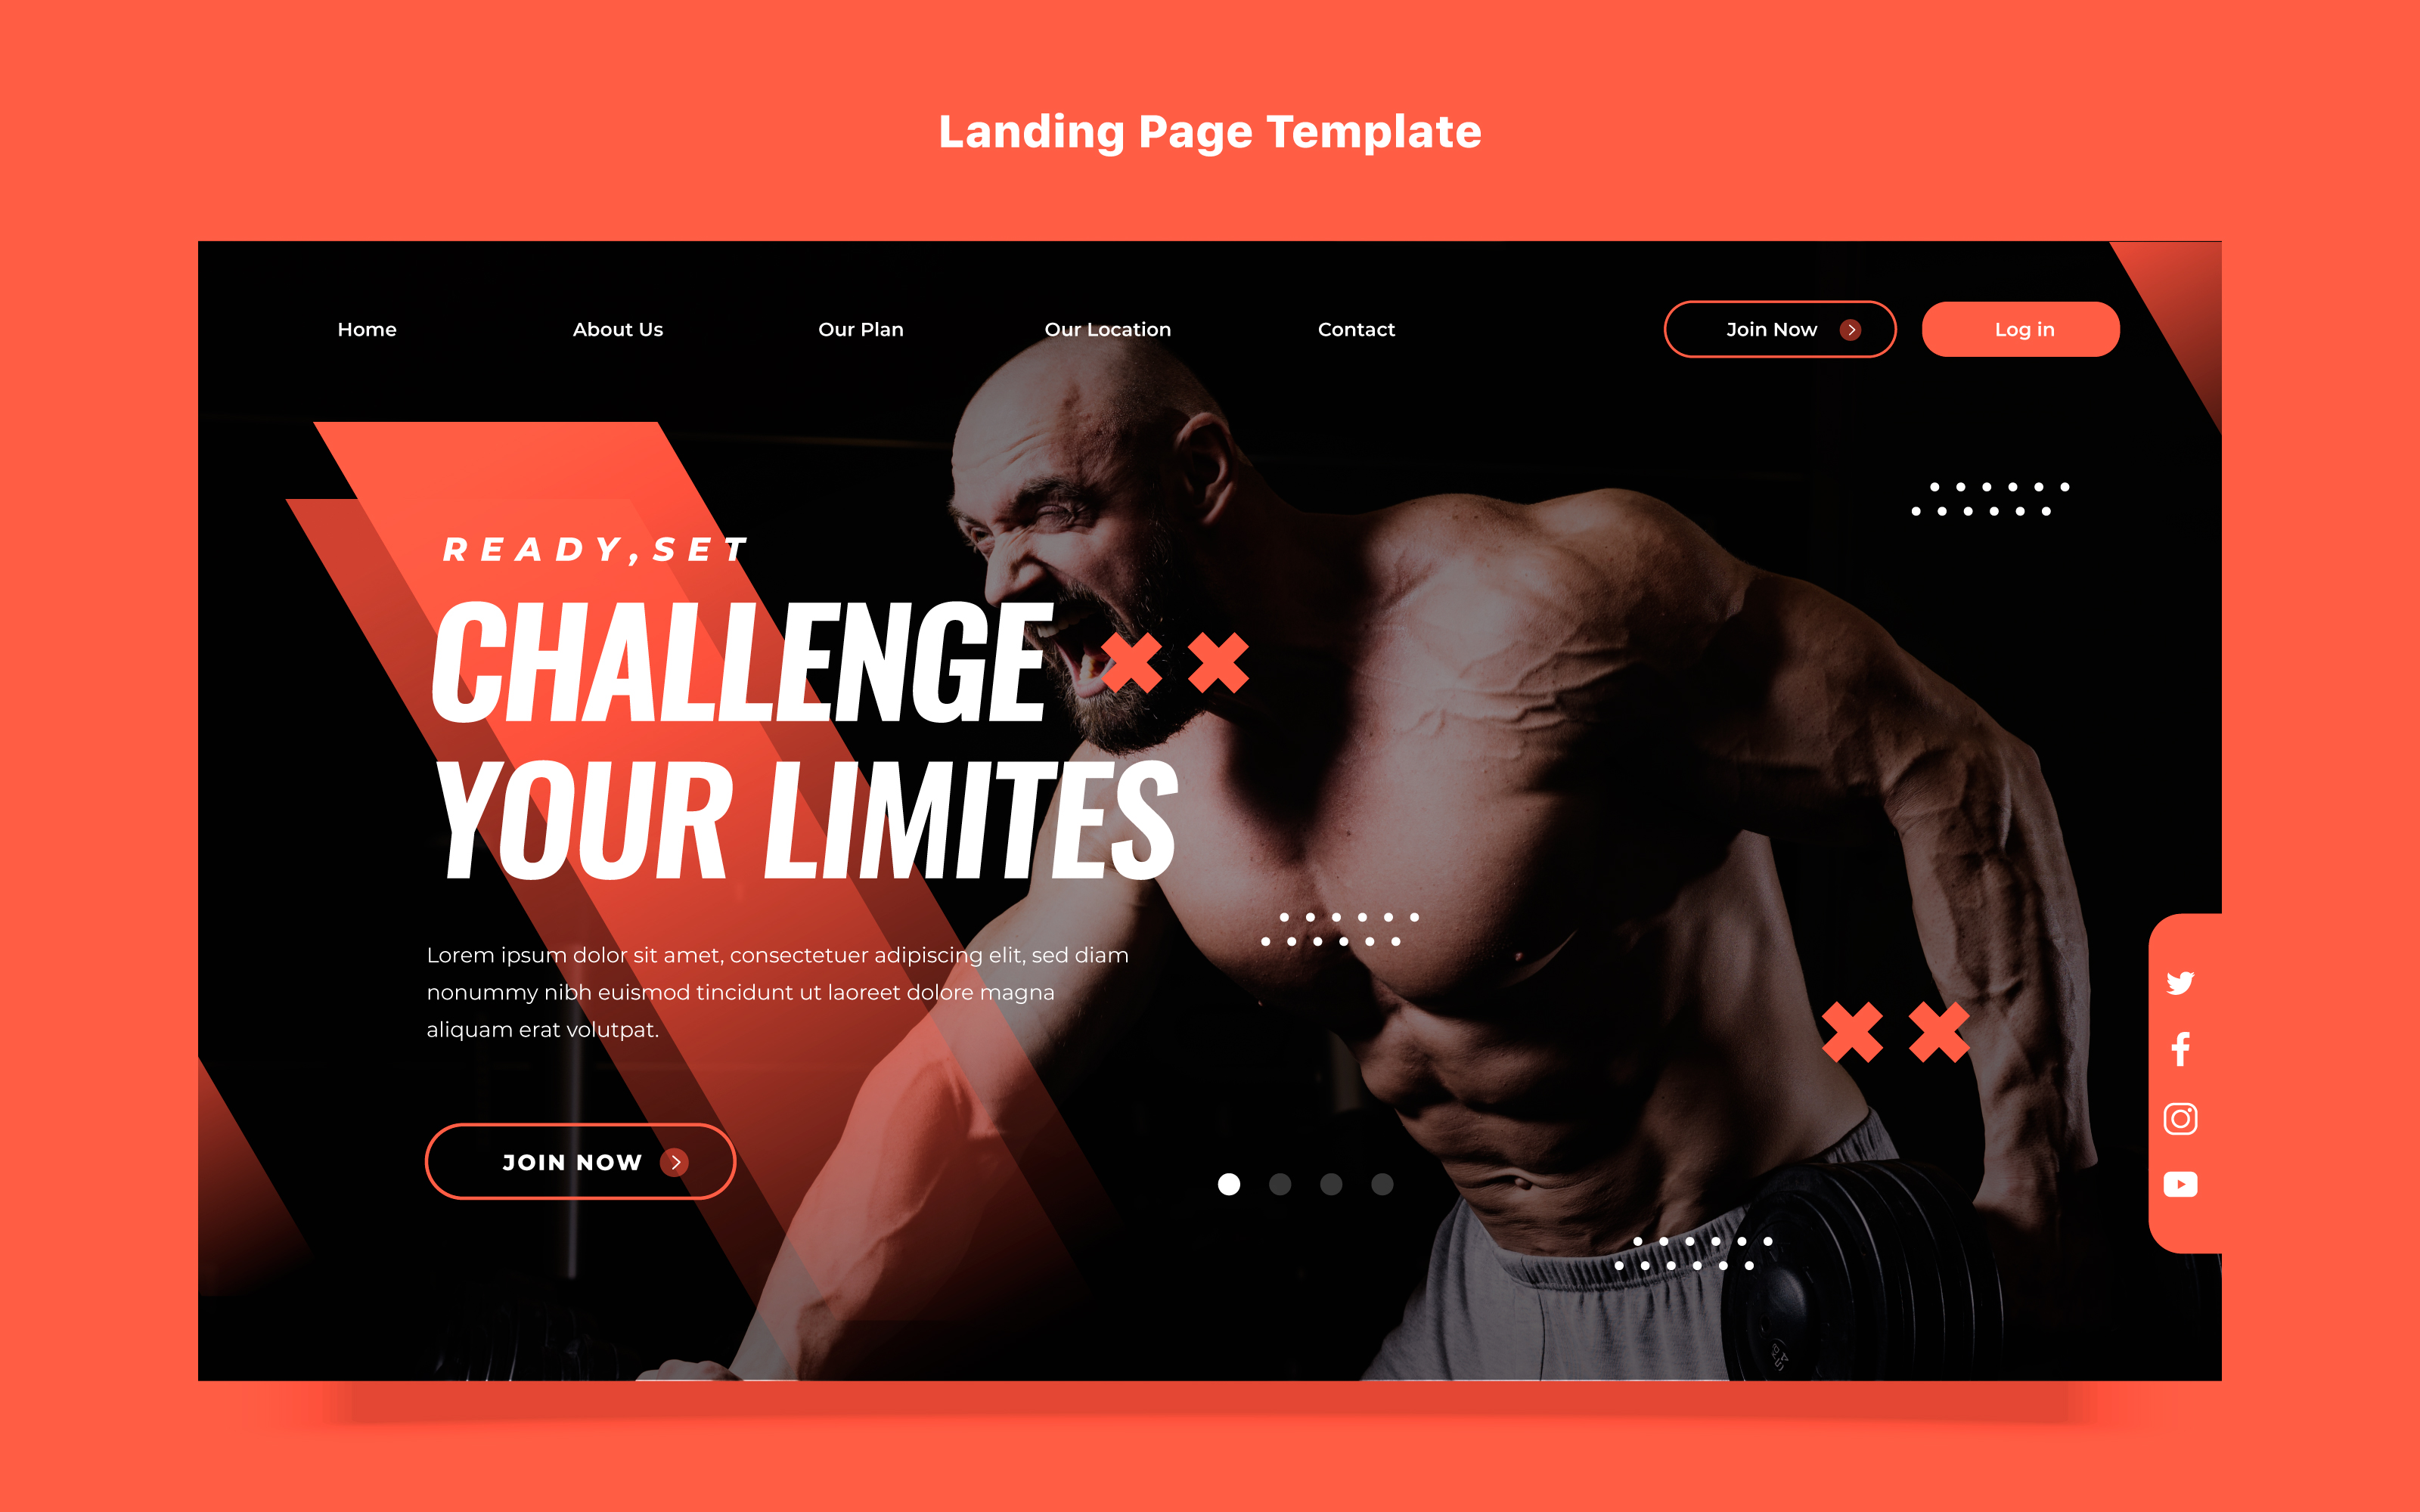 Landing Page Template
Home About Us Our Plan Our Location Contact Join Now Log in
READY,SET
CHALLENGE
YOUR LIMITES
Lorem ipsum dolor sit amet, consectetuer adipiscing elit, sed diam
nonummy nibh euismod tincidunt ut laoreet dolore magna
aliquam erat volutpat.
JOIN NOW